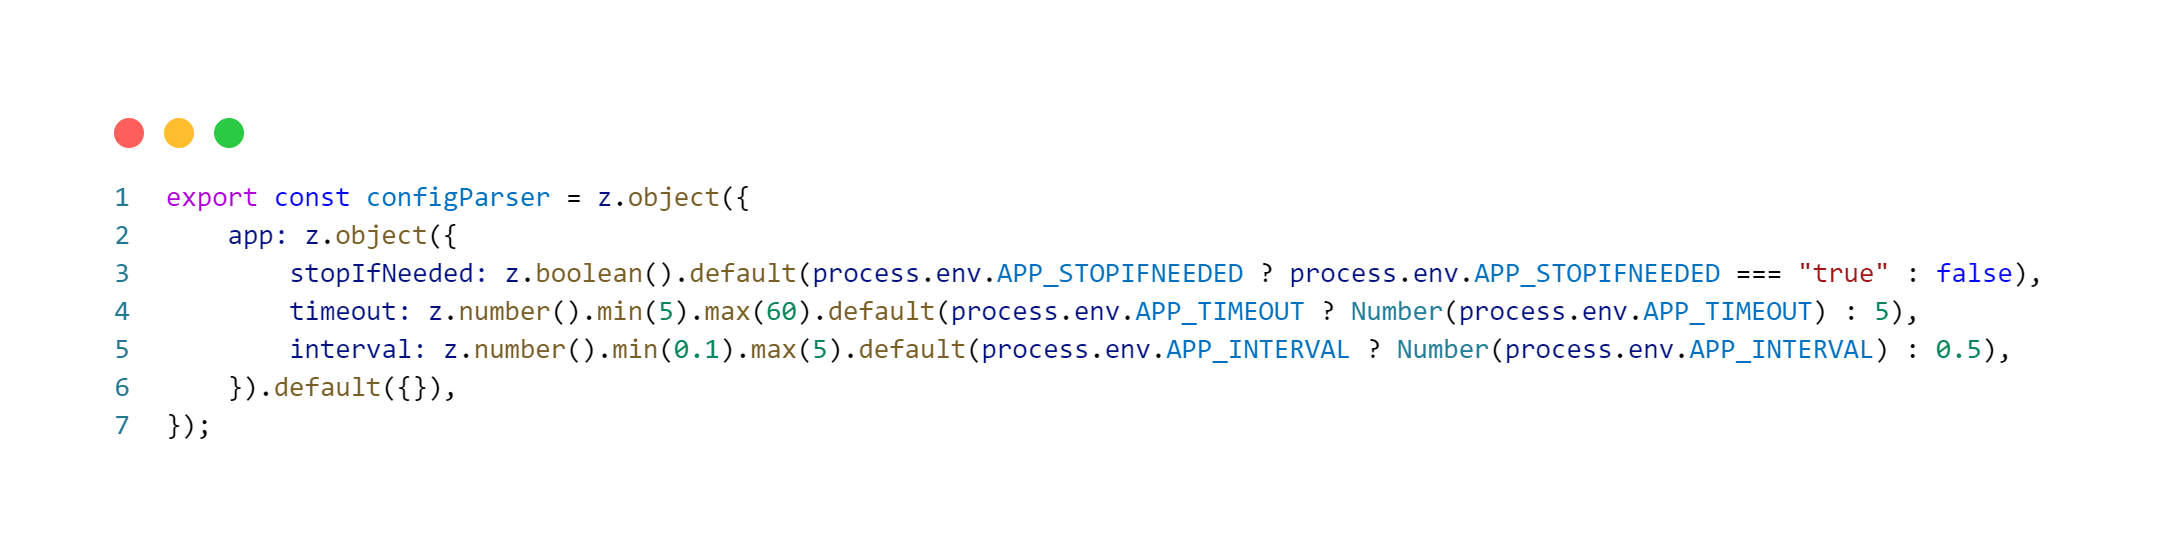 1 export const configParser = z.object({
2     app: z.object({
3         stopIfNeeded: z.boolean().default(process.env.APP_STOPIFNEEDED ? process.env.APP_STOPIFNEEDED === "true" : false),
4         timeout: z.number().min(5).max(60).default(process.env.APP_TIMEOUT ? Number(process.env.APP_TIMEOUT) : 5),
5         interval: z.number().min(0.1).max(5).default(process.env.APP_INTERVAL ? Number(process.env.APP_INTERVAL) : 0.5),
6     }).default({}),
7 });